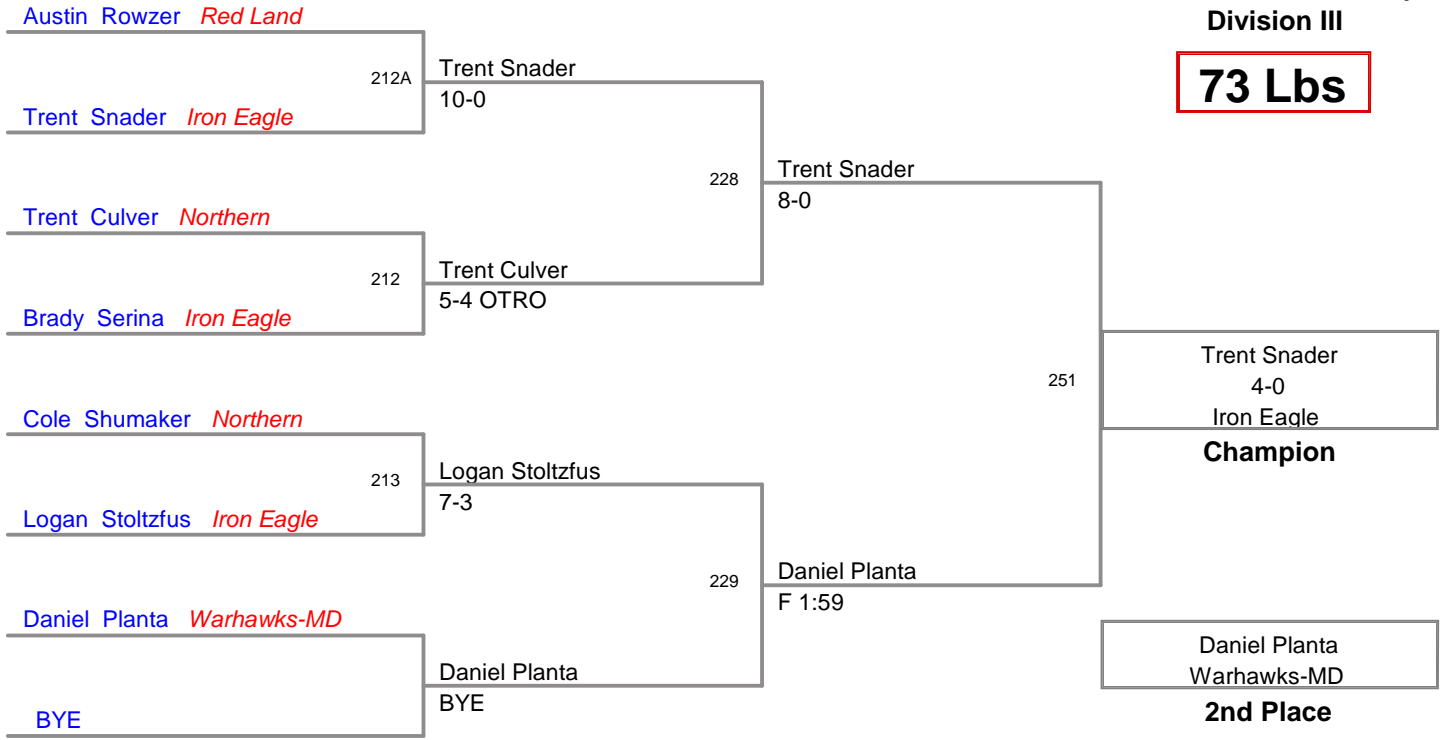 Austin Rowzer Red Land
Division III
73 Lbs
212A
Trent Snader
10-0
Trent Snader Iron Eagle
228
Trent Snader
8-0
Trent Culver Northern
212
Trent Culver
5-4 OTRO
Brady Serina Iron Eagle
251
Trent Snader
4-0
Iron Eagle
Champion
Cole Shumaker Northern
213
Logan Stoltzfus
7-3
Logan Stoltzfus Iron Eagle
229
Daniel Planta
F 1:59
Daniel Planta Warhawks-MD
Daniel Planta
BYE
BYE
Daniel Planta
Warhawks-MD
2nd Place